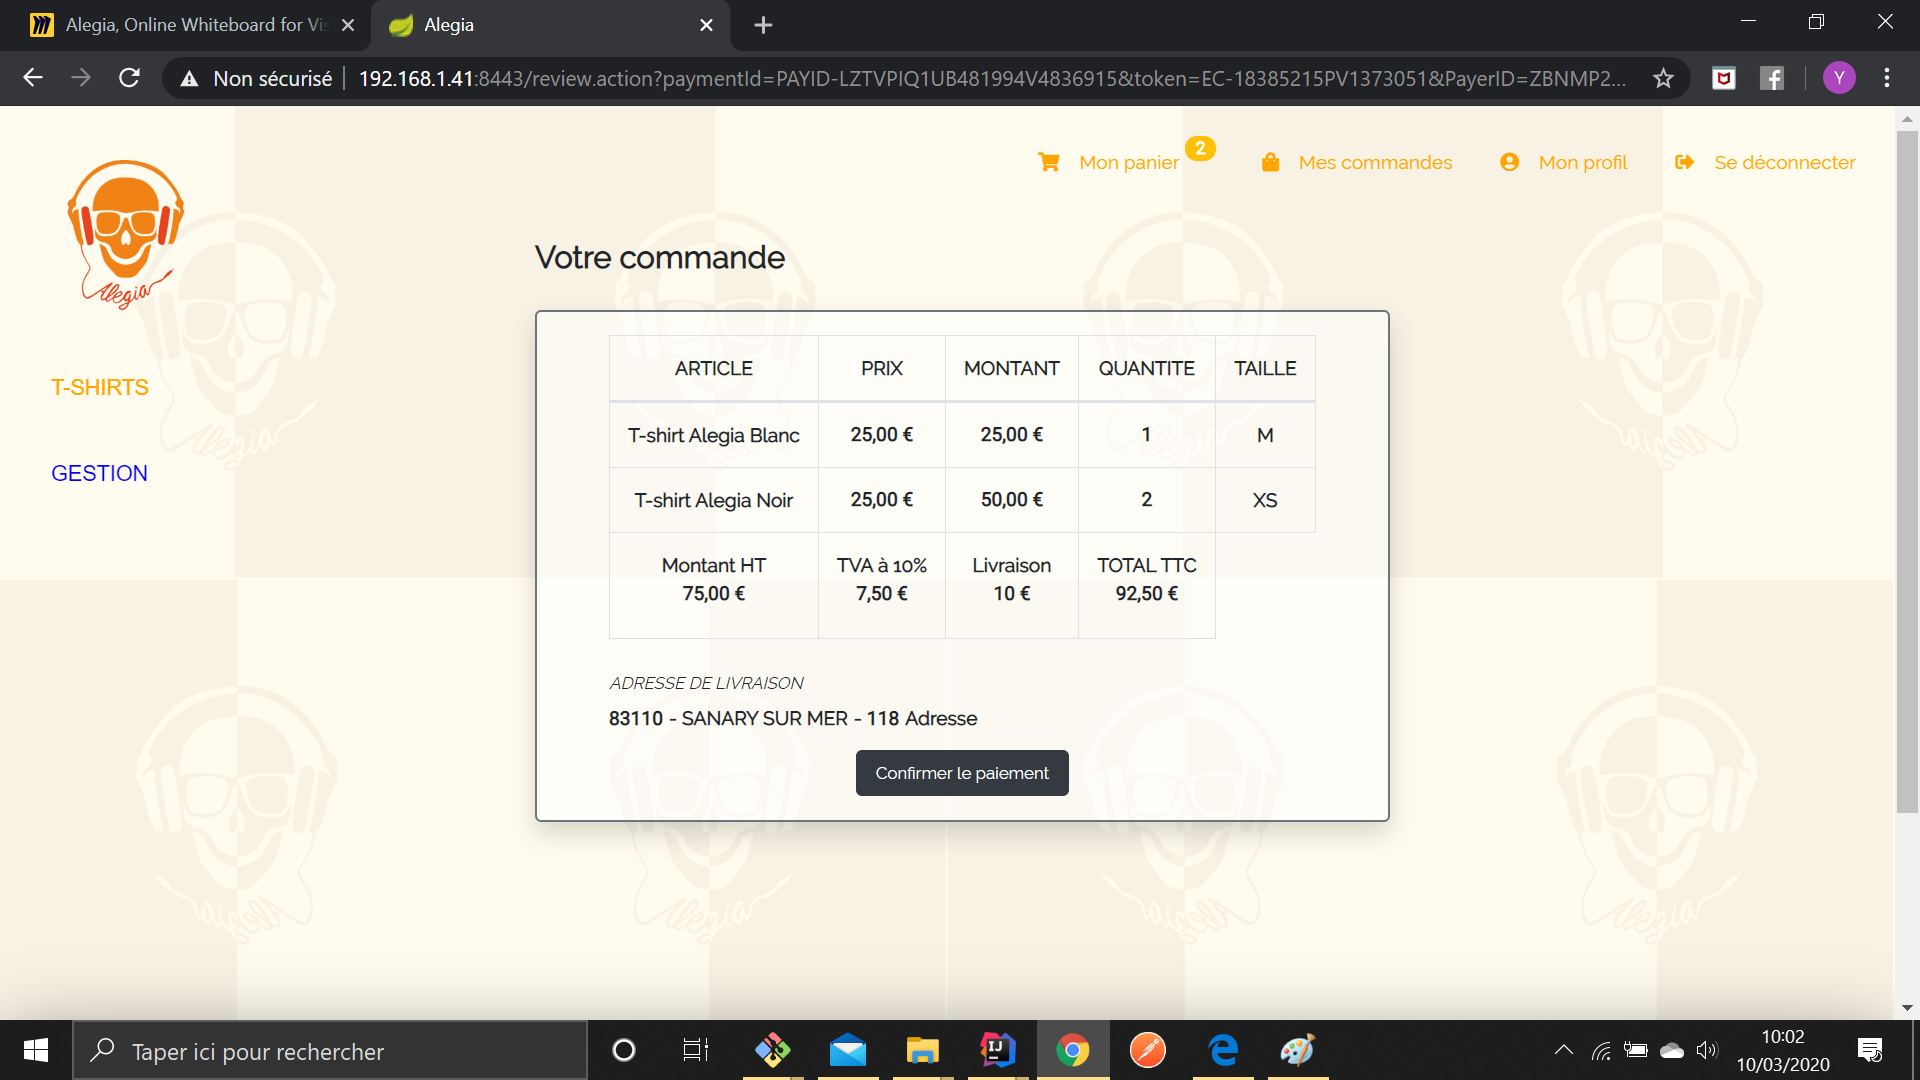 Alegia, Online Whiteboard for Vis
Alegia
Non sécurisé
192.168.1.41:8443/review.action?paymentId=PAYID-LZTVPIQ1UB481994V4836915&token=EC-18385215PV1373051&PayerID=ZBNMP2...
Y
Mon panier 2
Mes commandes
Mon profil
Se déconnecter
Alegia
T-SHIRTS
GESTION
Votre commande
ARTICLE PRIX MONTANT QUANTITE TAILLE
T-shirt Alegia Blanc 25,00 € 25,00 € 1 M
T-shirt Alegia Noir 25,00 € 50,00 € 2 XS
Montant HT TVA à 10% Livraison TOTAL TTC
75,00 € 7,50 € 10 € 92,50 €
ADRESSE DE LIVRAISON
83110 - SANARY SUR MER - 118 Adresse
Confirmer le paiement
Taper ici pour rechercher
10:02
10/03/2020